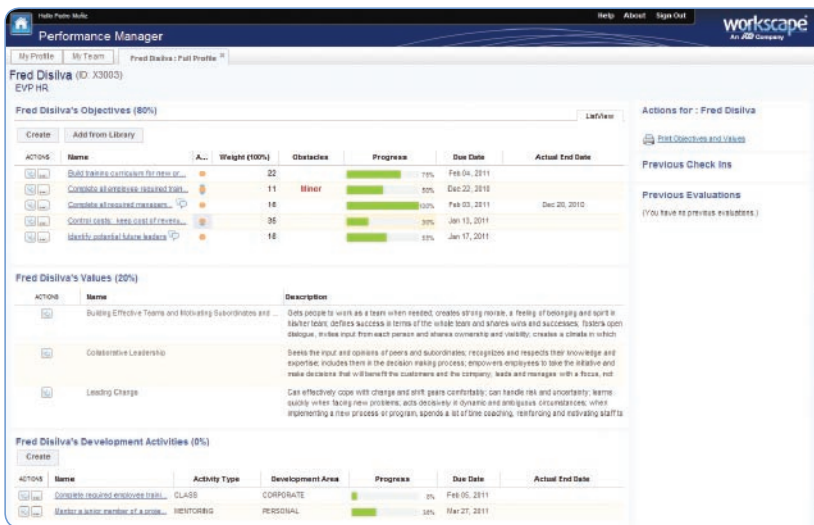 Hello Pedro Muñiz
Help About Sign Out
workscape
An ADP Company
Performance Manager
My Profile My Team Fred Disilva : Full Profile
Fred Disilva (ID: X3003)
EVP HR
Fred Disilva's Objectives (80%)
ListView
Create Add from Library
ACTIONS Name A... Weight (100%) Obstacles Progress Due Date Actual End Date
Build training curriculum for new pr... 22 75% Feb 04, 2011
Complete all employee required train... 11 Minor 50% Dec 22, 2010
Complete all required managers... 16 100% Feb 03, 2011 Dec 20, 2010
Control costs: keep cost of revenu... 35 30% Jan 13, 2011
Identify potential future leaders 16 Jan 17, 2011
Fred Disilva's Values (20%)
ACTIONS Name Description
Building Effective Teams and Motivating Subordinates and ... Gets people to work as a team when needed; creates strong morale, a feeling of belonging and spirit in
his/her team; defines success in terms of the whole team and shares wins and successes; fosters open
dialogue, invites input from each person and shares ownership and visibility; creates a climate in which
Collaborative Leadership Seeks the input and opinions of peers and subordinates; recognizes and respects their knowledge and
expertise; includes them in the decision making process; empowers employees to take the initiative and
make decisions that will benefit the customers and the company; leads and manages with a focus, not
Leading Change Can effectively cope with change and shift gears comfortably; can handle risk and uncertainty; learns
quickly when facing new problems; acts decisively in dynamic and ambiguous circumstances; when
implementing a new process or program, spends a lot of time coaching, reinforcing and motivating staff to
Fred Disilva's Development Activities (0%)
Create
ACTIONS Name Activity Type Development Area Progress Due Date Actual End Date
Complete required employee traini... CLASS CORPORATE Feb 05, 2011
Mentor a junior member of a proje... MENTORING PERSONAL Mar 27, 2011
Actions for : Fred Disilva
Print Objectives and Values
Previous Check Ins
Previous Evaluations
(You have no previous evaluations.)